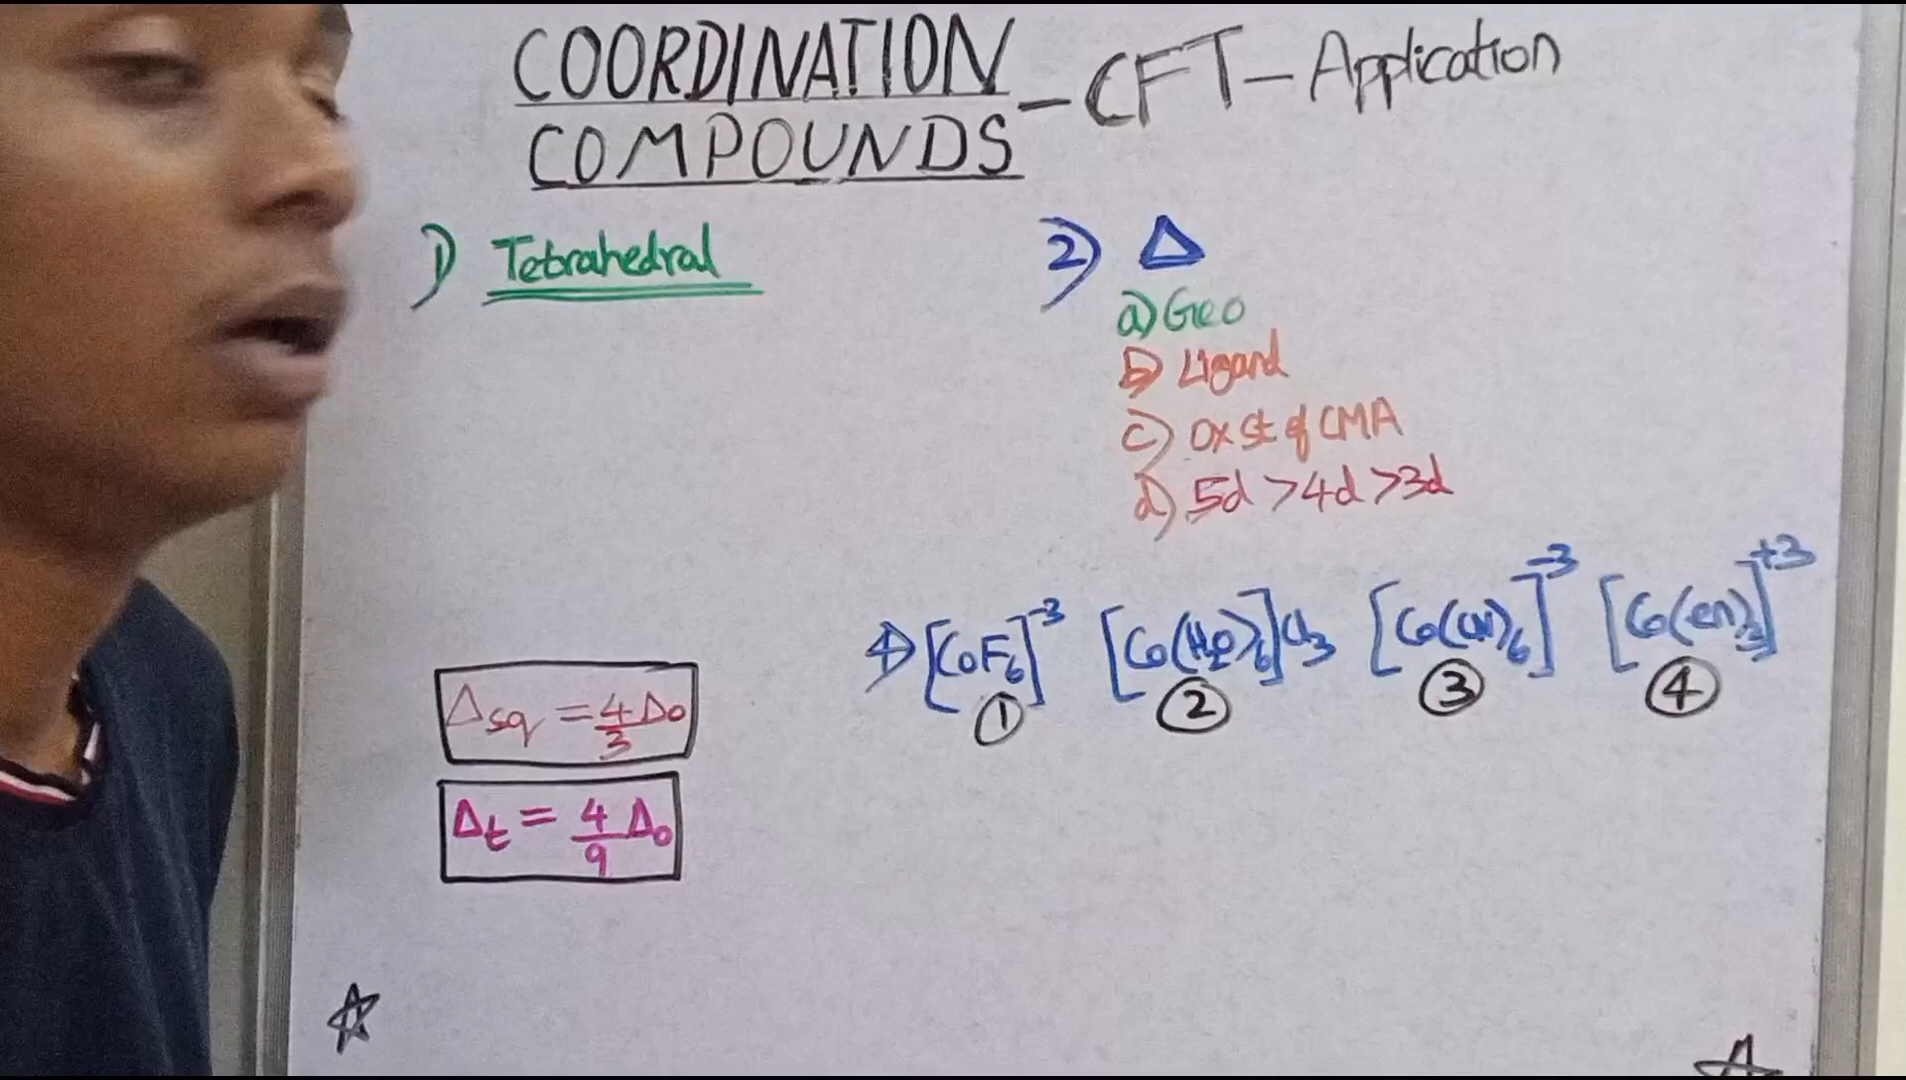 COORDINATION
COMPOUNDS - CFT - Application
1) Tetrahedral
2) Δ
a) Geo
b) Ligand
c) Ox st of CMA
d) 5d > 4d > 3d
4) [CoF6]-3 [Co(H2O)6]Cl3 [Co(CN)6]-3 [Co(en)3]+3
① ② ③ ④
Δsq = 4/3 Δo
Δt = 4/9 Δo